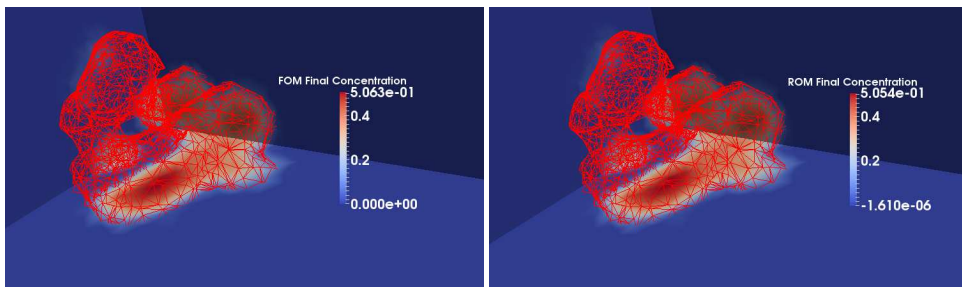 FOM Final Concentration
5.063e-01
0.4
0.2
0.000e+00
ROM Final Concentration
5.054e-01
0.4
0.2
-1.610e-06